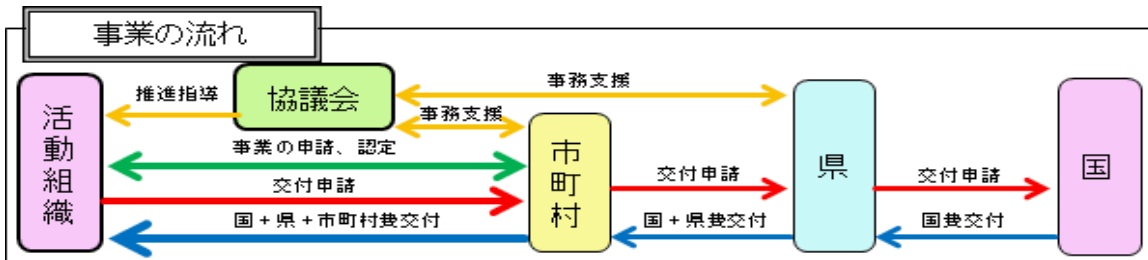 事業の流れ
活動組織
推進指導
協議会
事務支援
事務支援
事業の申請、認定
交付申請
国+県+市町村費交付
市町村
交付申請
国+県費交付
県
交付申請
国費交付
国